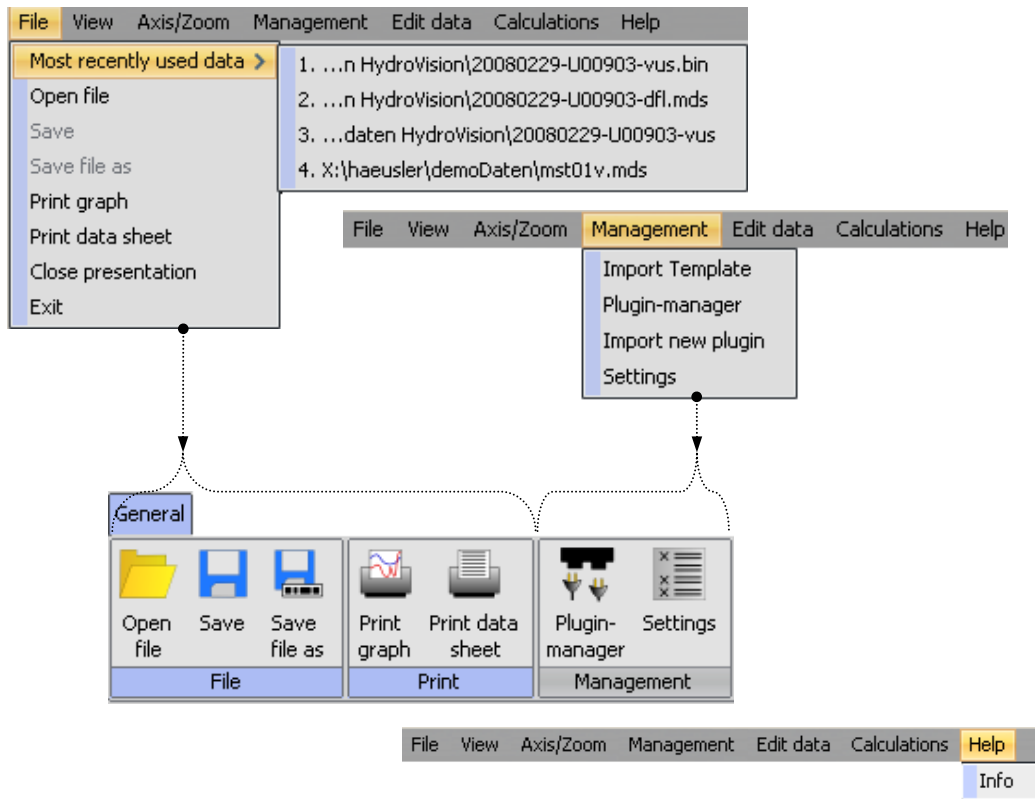 File View Axis/Zoom Management Edit data Calculations Help
Most recently used data
1. ...n HydroVision\20080229-U00903-vus.bin
2. ...n HydroVision\20080229-U00903-dfl.mds
3. ...daten HydroVision\20080229-U00903-vus
4. X:\haeusler\demoDaten\mst01v.mds
Open file
Save
Save file as
Print graph
Print data sheet
Close presentation
Exit
File View Axis/Zoom Management Edit data Calculations Help
Import Template
Plugin-manager
Import new plugin
Settings
General
Open
file
Save
Save
file as
File
Print
graph
Print data
sheet
Print
Plugin-
manager
Settings
Management
File View Axis/Zoom Management Edit data Calculations Help
Info